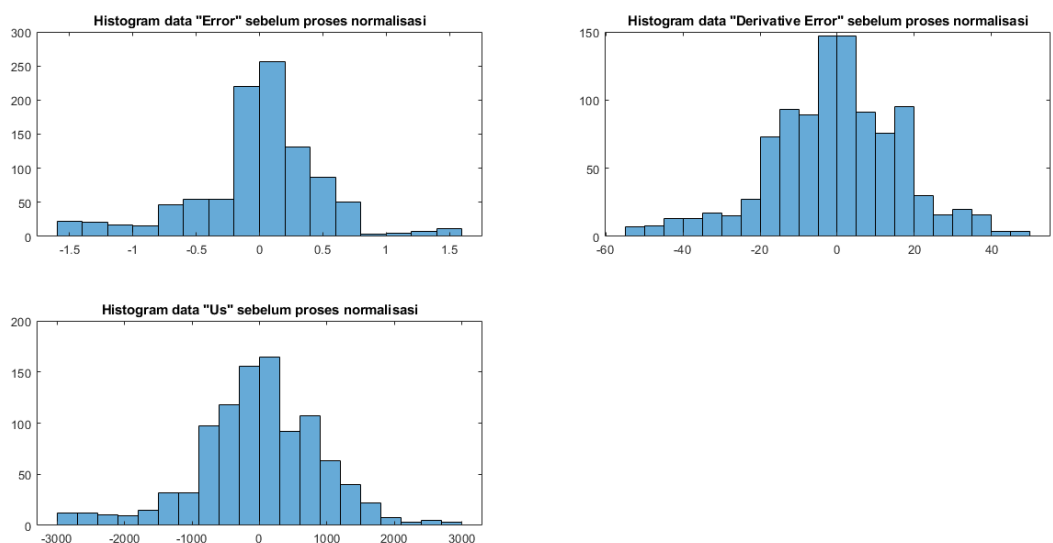 Histogram data "Error" sebelum proses normalisasi
300
250
200
150
100
50
0
-1.5 -1 -0.5 0 0.5 1 1.5
Histogram data "Derivative Error" sebelum proses normalisasi
150
100
50
0
-60 -40 -20 0 20 40
Histogram data "Us" sebelum proses normalisasi
200
150
100
50
0
-3000 -2000 -1000 0 1000 2000 3000